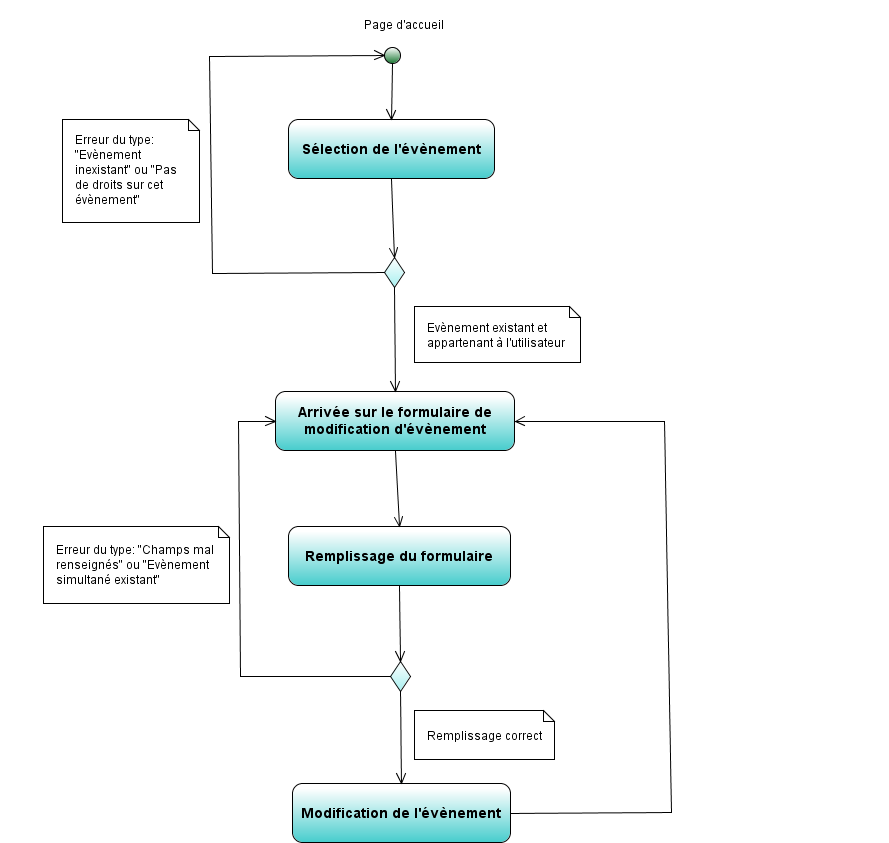 Page d'accueil
Erreur du type:
"Evènement
inexistant" ou "Pas
de droits sur cet
évènement"
Sélection de l'évènement
Evènement existant et
appartenant à l'utilisateur
Arrivée sur le formulaire de
modification d'évènement
Erreur du type: "Champs mal
renseignés" ou "Evènement
simultané existant"
Remplissage du formulaire
Remplissage correct
Modification de l'évènement